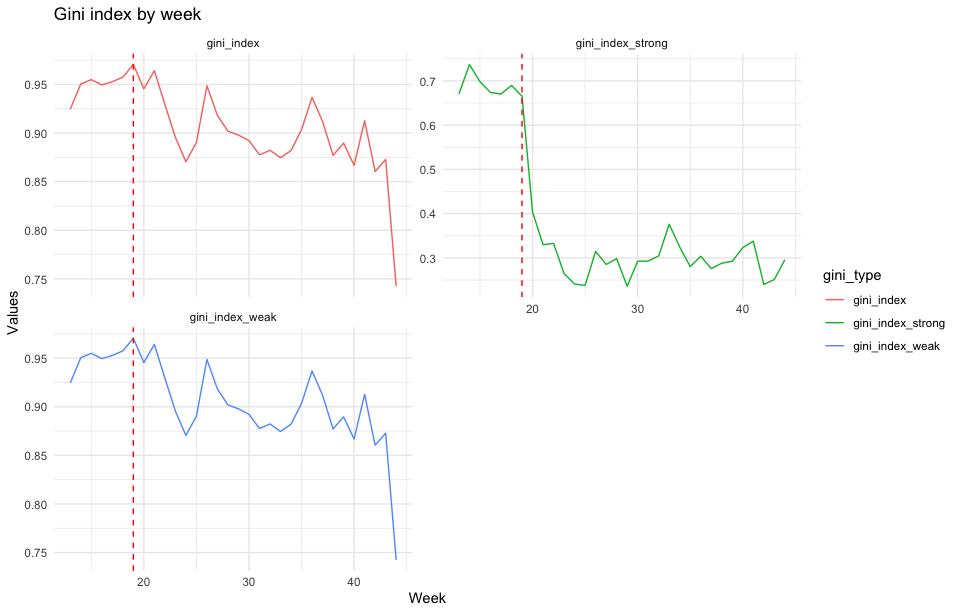 Gini index by week
gini_index
gini_index_strong
0.95
0.90
0.85
0.80
0.75
0.7
0.6
0.5
0.4
0.3
20
40
gini_index_weak
0.95
0.90
0.85
0.80
0.75
20
30
40
Values
Week
gini_type
gini_index
gini_index_strong
gini_index_weak